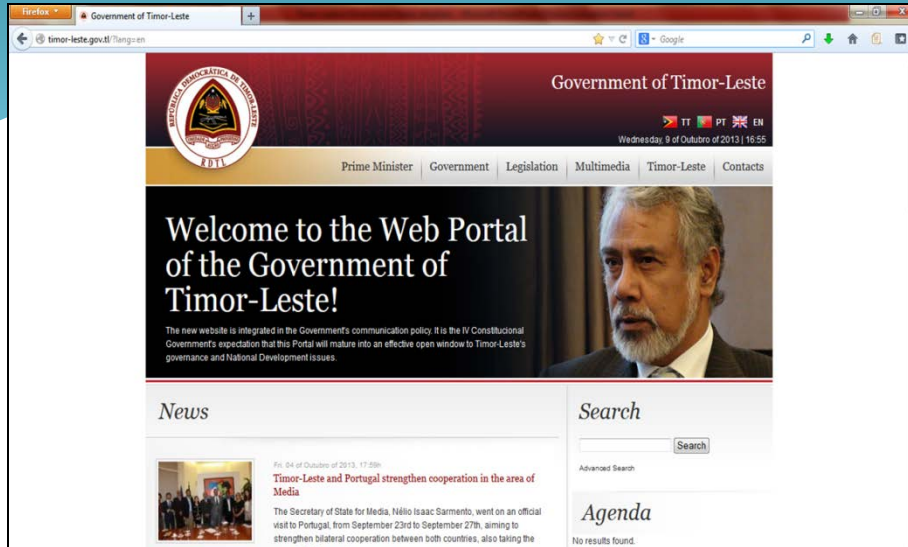 Firefox
Government of Timor-Leste
timor-leste.gov.tl/?lang=en
Google
REPÚBLICA DEMOCRÁTICA DE TIMOR-LESTE
RDTL
Government of Timor-Leste
TT PT EN
Wednesday, 9 of Outubro of 2013 | 16:55
Prime Minister Government Legislation Multimedia Timor-Leste Contacts
Welcome to the Web Portal
of the Government of
Timor-Leste!
The new website is integrated in the Government's communication policy. It is the IV Constitucional
Government's expectation that this Portal will mature into an effective open window to Timor-Leste's
governance and National Development issues.
News
Fri. 04 of Outubro of 2013, 17:59h
Timor-Leste and Portugal strengthen cooperation in the area of
Media
The Secretary of State for Media, Nélio Isaac Sarmento, went on an official
visit to Portugal, from September 23rd to September 27th, aiming to
strengthen bilateral cooperation between both countries, also taking the
Search
Search
Advanced Search
Agenda
No results found.